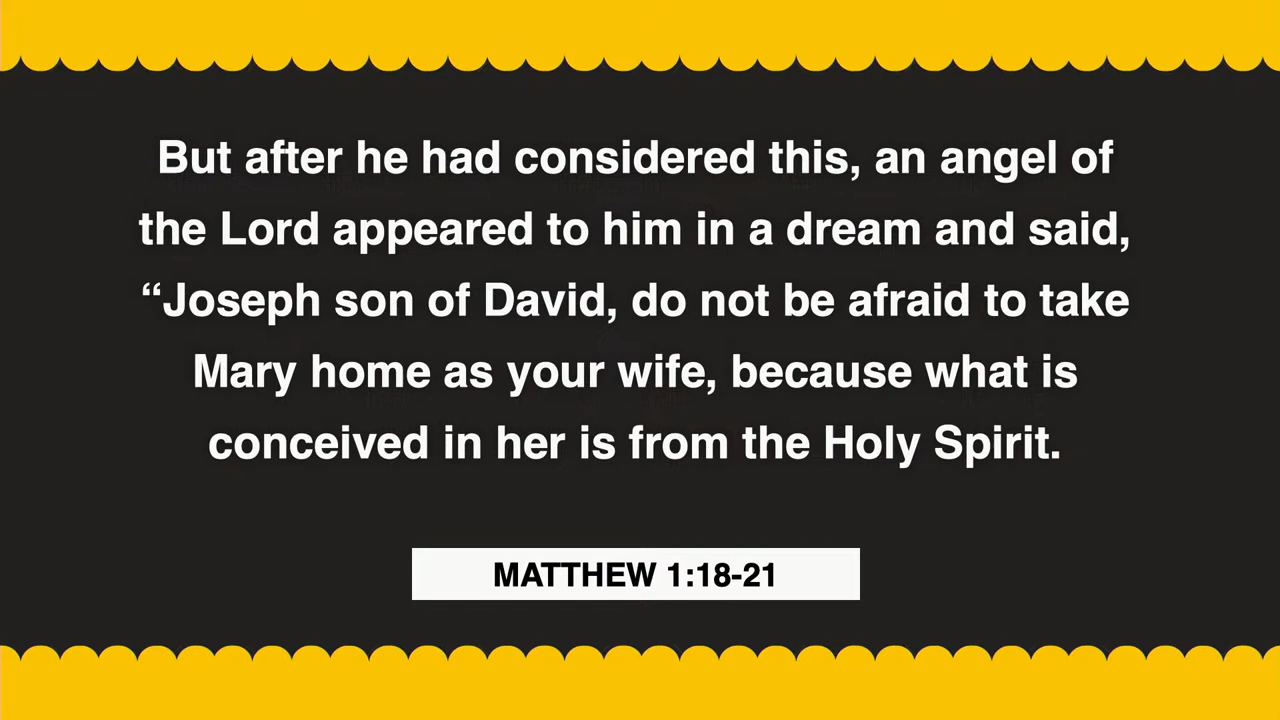 But after he had considered this, an angel of
the Lord appeared to him in a dream and said,
“Joseph son of David, do not be afraid to take
Mary home as your wife, because what is
conceived in her is from the Holy Spirit.
MATTHEW 1:18-21